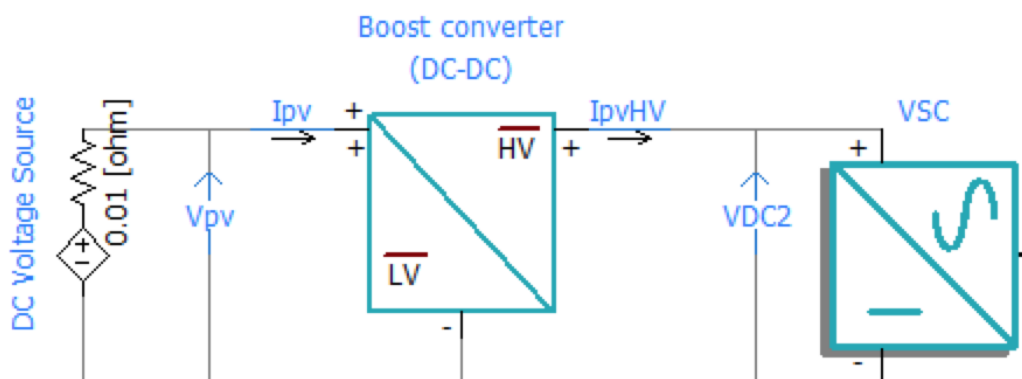 Boost converter
(DC-DC)
DC Voltage Source
0.01 [ohm]
+
-
Vpv
Ipv
+
+
HV
LV
-
+
IpvHV
VDC2
VSC
+
-